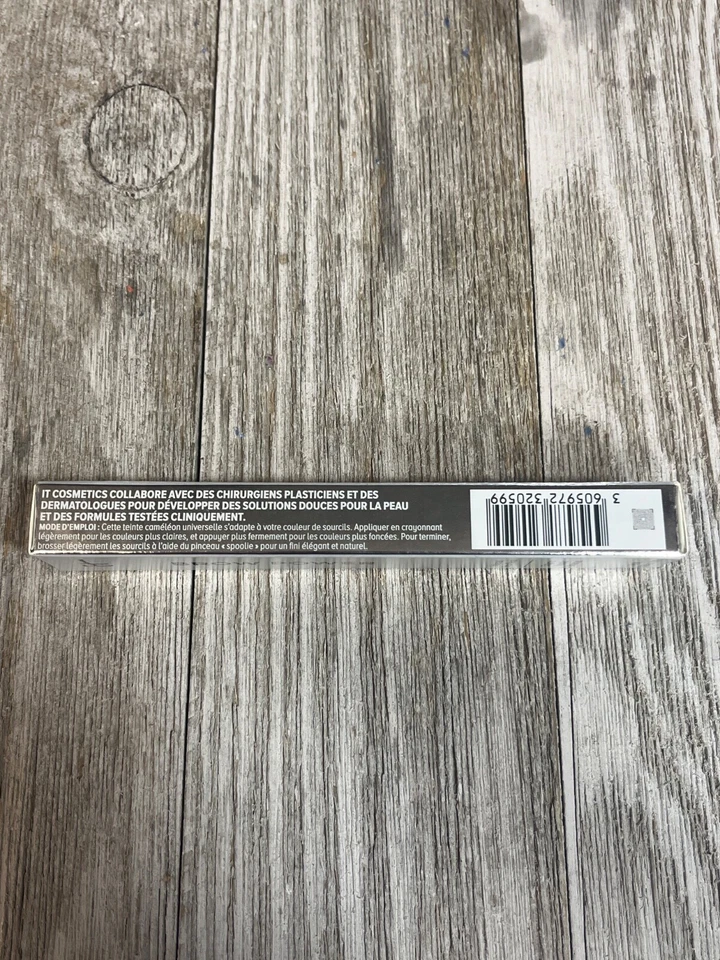 IT COSMETICS COLLABORE AVEC DES CHIRURGIENS PLASTICIENS ET DES
DERMATOLOGUES POUR DÉVELOPPER DES SOLUTIONS DOUCES POUR LA PEAU
ET DES FORMULES TESTÉES CLINIQUEMENT.
MODE D'EMPLOI : Cette teinte caméléon universelle s'adapte à votre couleur de sourcils. Appliquer en crayonnant
légèrement pour les couleurs plus claires, et appuyer plus fermement pour les couleurs plus foncées. Pour terminer,
brosser légèrement les sourcils à l'aide du pinceau « spoolie » pour un fini élégant et naturel.
3 605972 320599